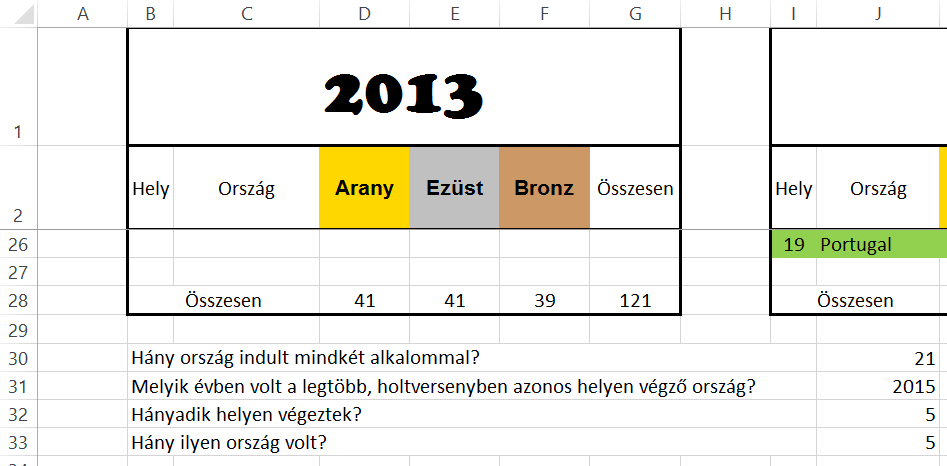 A B C D E F G H I J
1 2013
2 Hely Ország Arany Ezüst Bronz Összesen Hely Ország
26 19 Portugal
27
28 Összesen 41 41 39 121 Összesen
29
30 Hány ország indult mindkét alkalommal? 21
31 Melyik évben volt a legtöbb, holtversenyben azonos helyen végző ország? 2015
32 Hányadik helyen végeztek? 5
33 Hány ilyen ország volt? 5